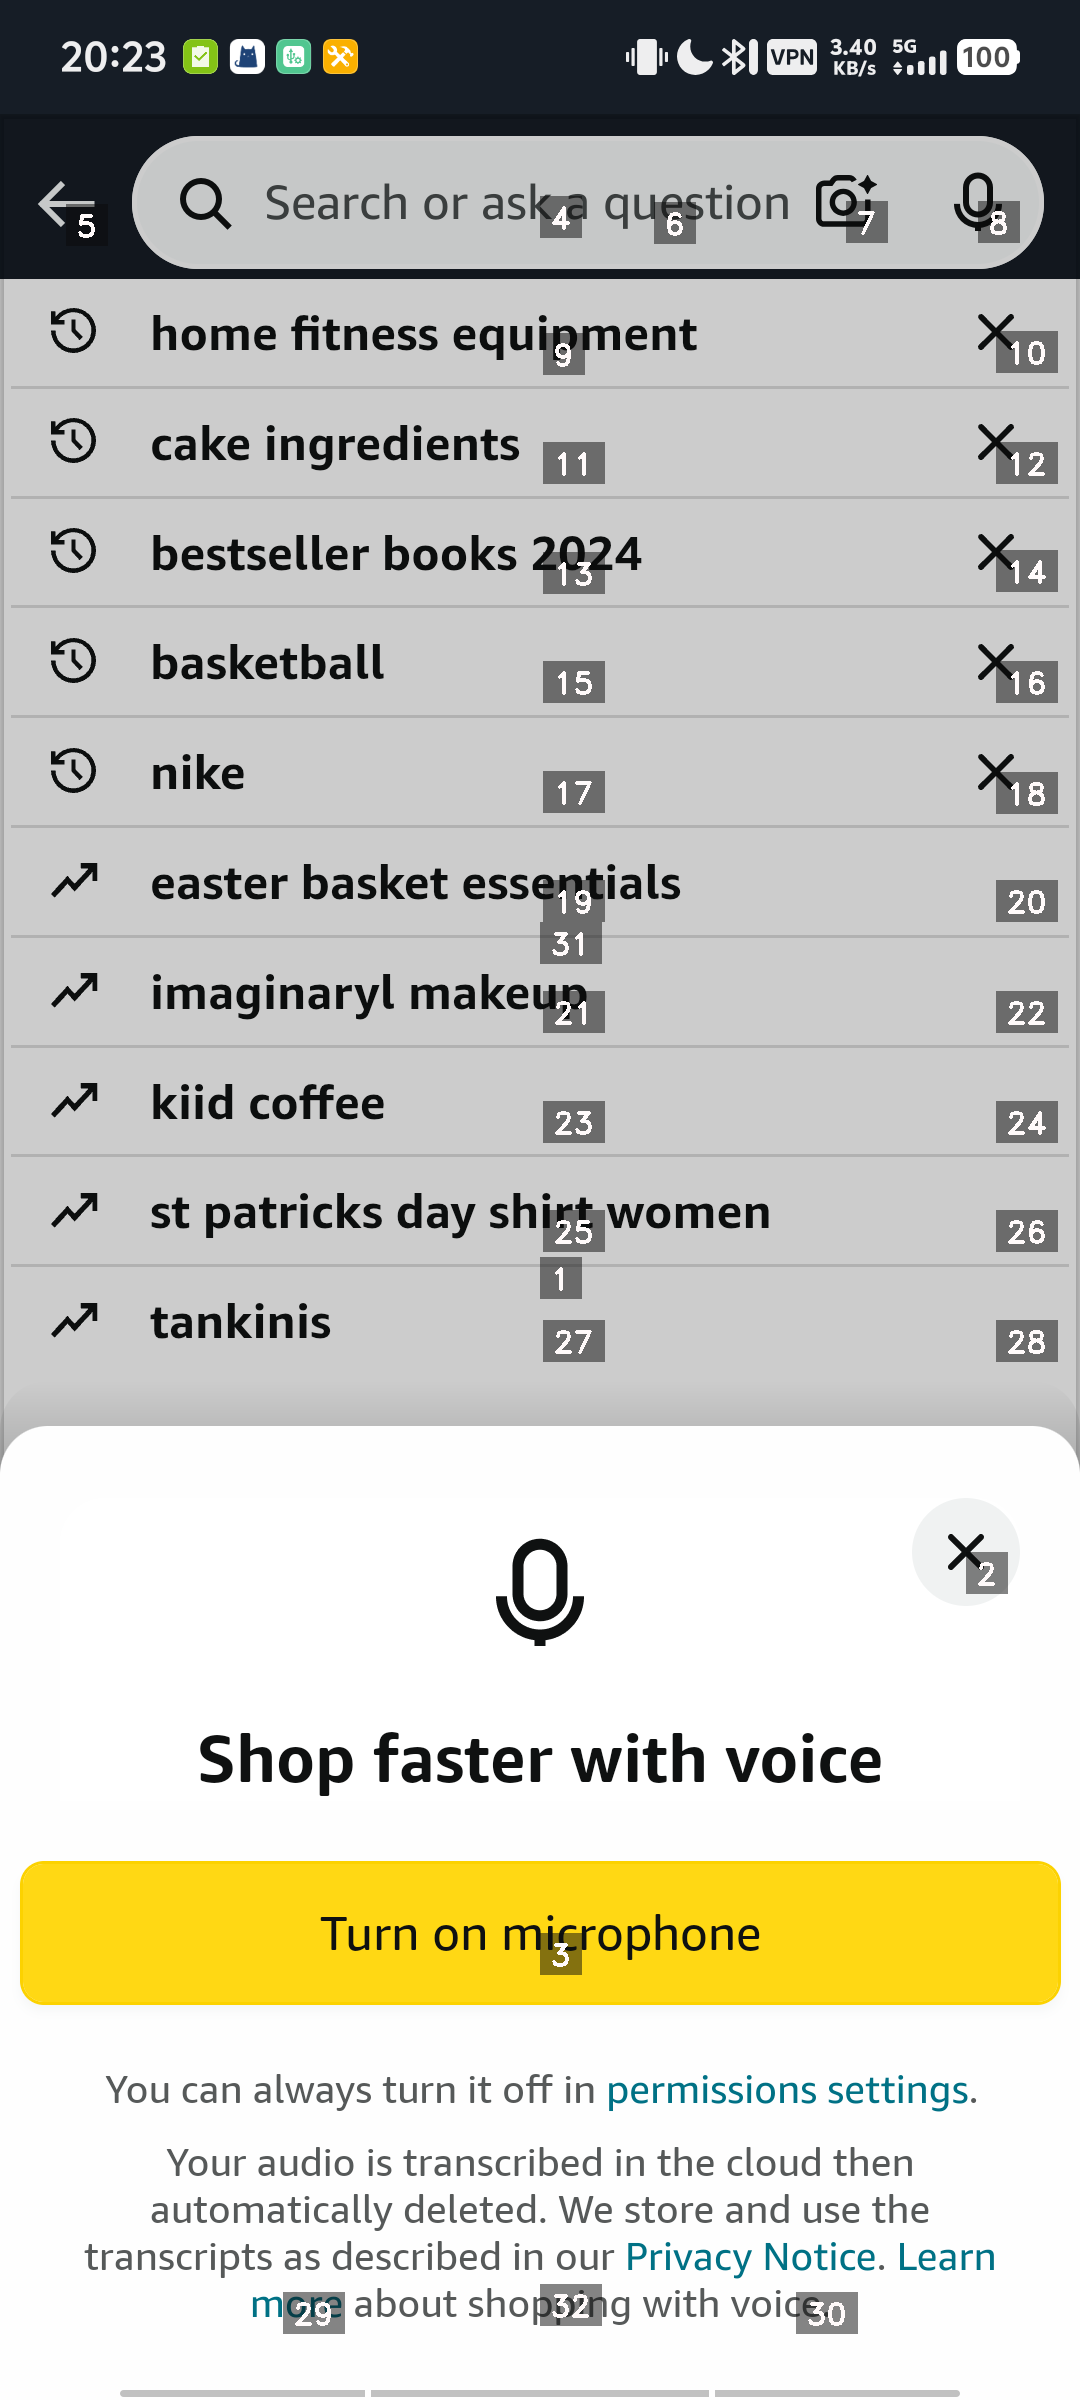 20:23
VPN
3.40 KB/s
5G
100
Search or ask a question
5
4
6
7
8
home fitness equipment
9
10
cake ingredients
11
12
bestseller books 2024
13
14
basketball
15
16
nike
17
18
easter basket essentials
19
20
31
imaginaryl makeup
21
22
kiid coffee
23
24
st patricks day shirt women
25
26
1
tankinis
27
28
2
Shop faster with voice
Turn on microphone
3
You can always turn it off in permissions settings.
Your audio is transcribed in the cloud then
automatically deleted. We store and use the
transcripts as described in our Privacy Notice. Learn
more about shopping with voice.
29
32
30